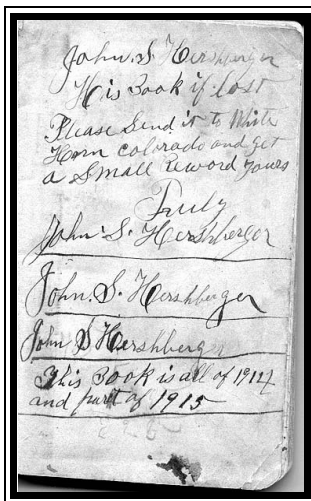 John. S. Hershberger
His Book if lost
Please Send it to White
Horn Colorado and get
a Small Reword yours
Truly
John. S. Hershberger
John. S. Hershberger
John S Hershberger
This Book is all of 1914
and part of 1915